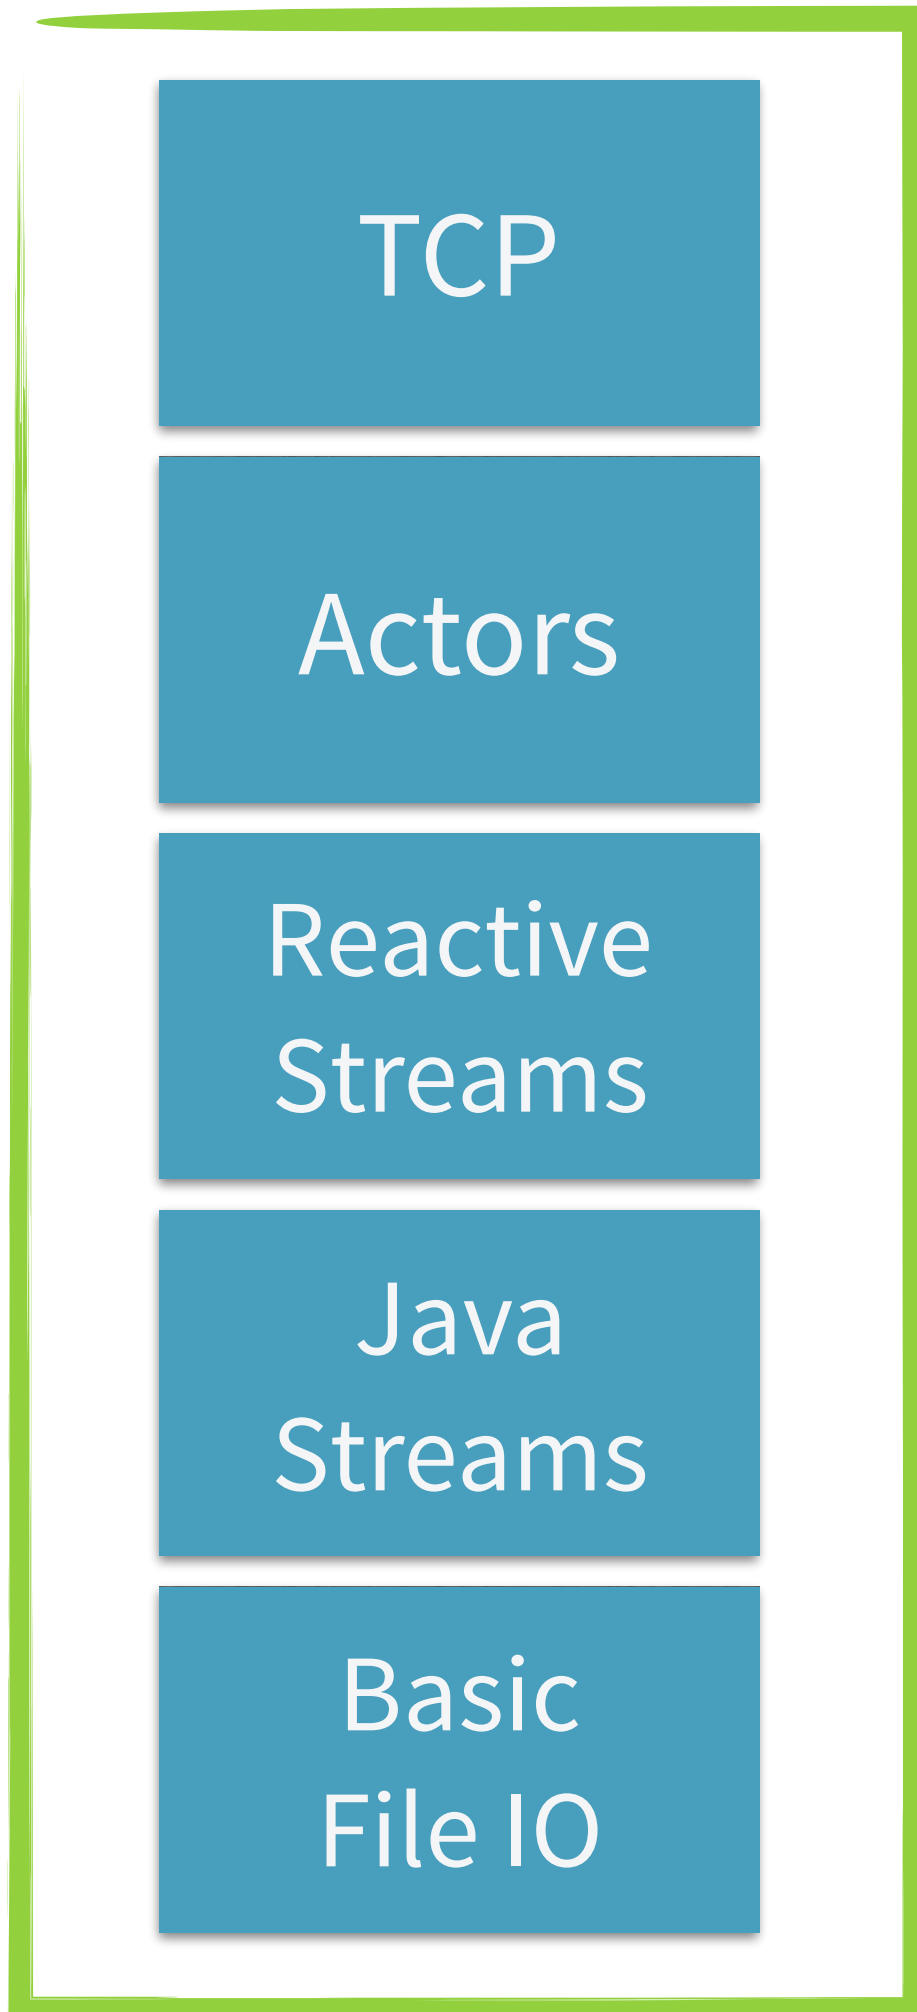 TCP
Actors
Reactive
Streams
Java
Streams
Basic
File IO